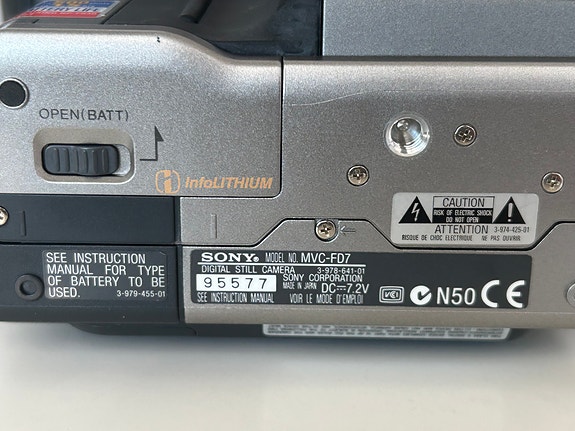 OPEN(BATT)
InfoLITHIUM
CAUTION
RISK OF ELECTRIC SHOCK
DO NOT OPEN
ATTENTION 3-974-425-01
RISQUE DE CHOC ELECTRIQUE NE PAS OUVRIR
SEE INSTRUCTION
MANUAL FOR TYPE
OF BATTERY TO BE
USED. 3-979-455-01
SONY. MODEL NO. MVC-FD7
DIGITAL STILL CAMERA 3-978-641-01
95577
SONY CORPORATION
MADE IN JAPAN DC 7.2V
SEE INSTRUCTION MANUAL VOIR LE MODE D'EMPLOI
VCI
N50 CE